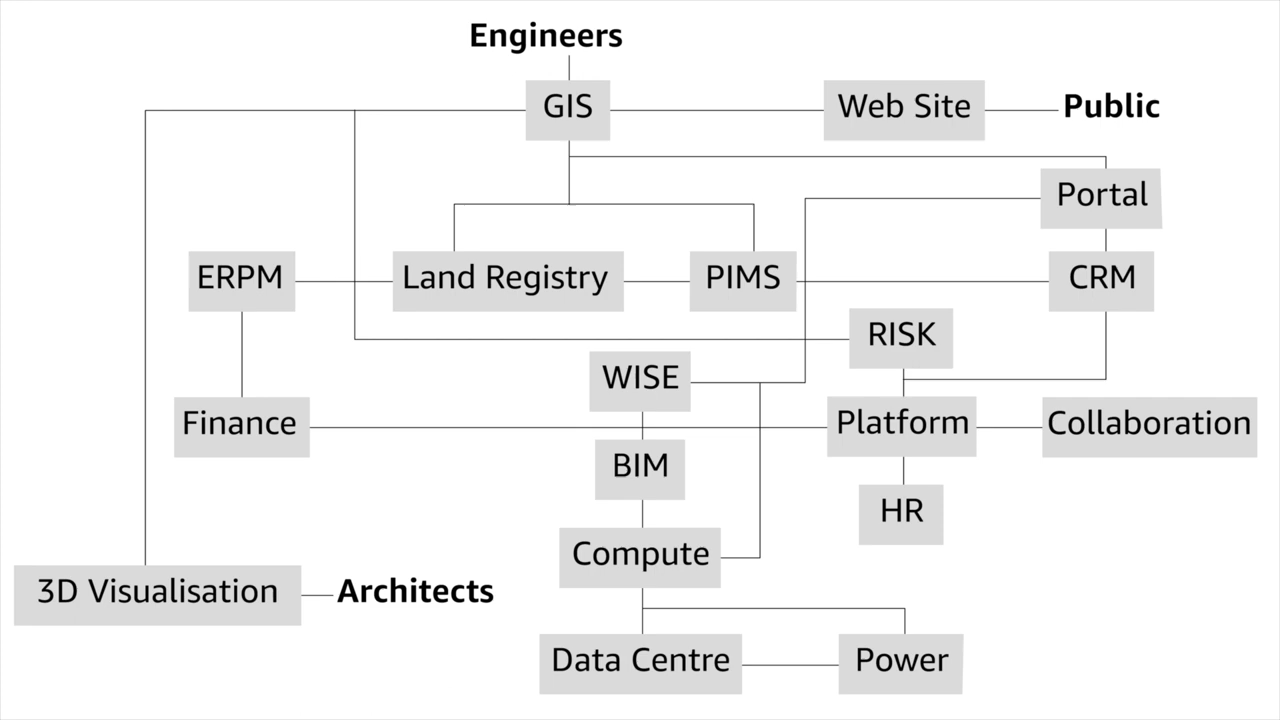 Engineers
GIS
Web Site
Public
Portal
ERPM
Land Registry
PIMS
CRM
RISK
WISE
Finance
Platform
Collaboration
BIM
HR
Compute
3D Visualisation
Architects
Data Centre
Power